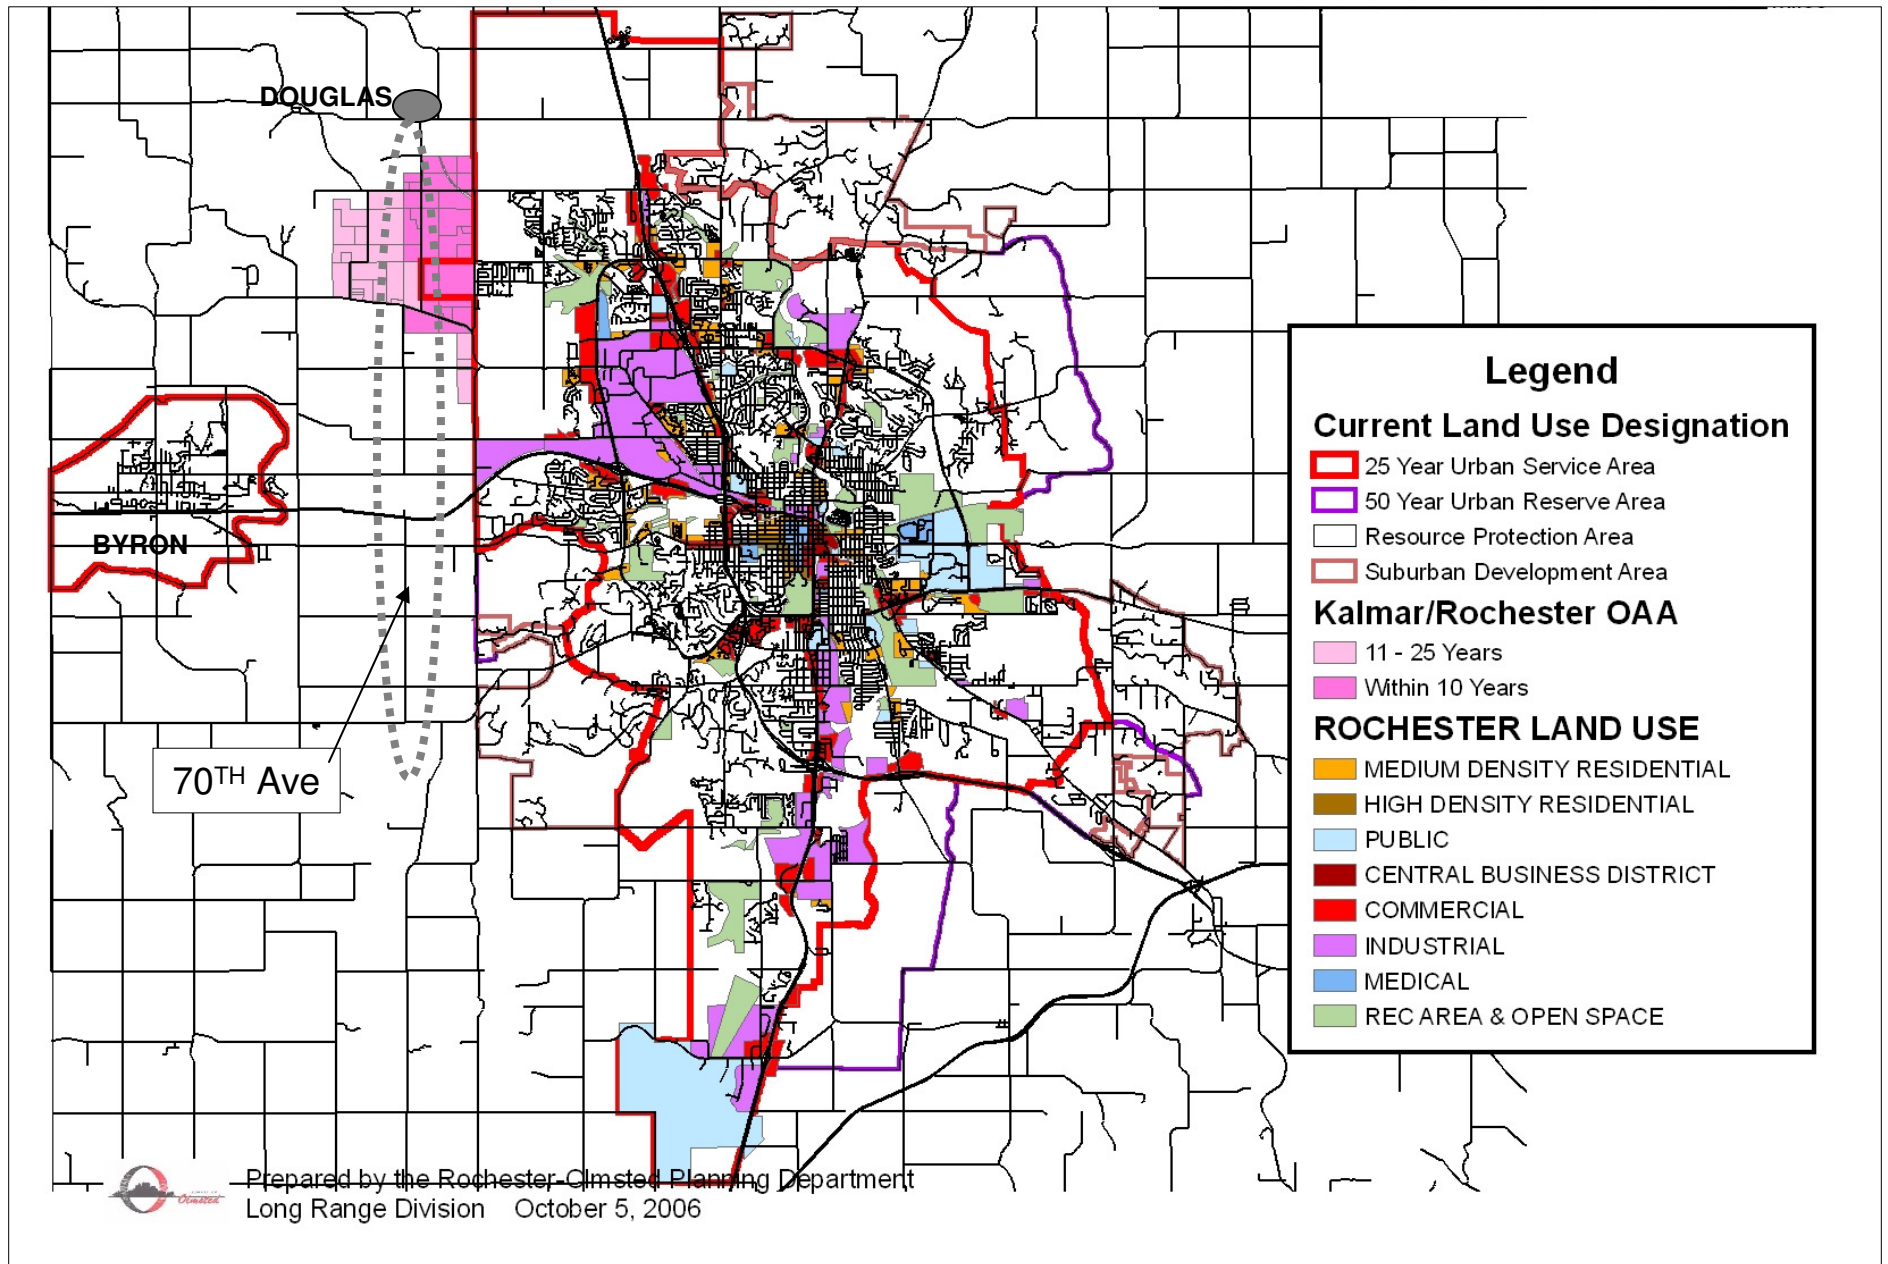 DOUGLAS
BYRON
70TH Ave
Legend
Current Land Use Designation
25 Year Urban Service Area
50 Year Urban Reserve Area
Resource Protection Area
Suburban Development Area
Kalmar/Rochester OAA
11 - 25 Years
Within 10 Years
ROCHESTER LAND USE
MEDIUM DENSITY RESIDENTIAL
HIGH DENSITY RESIDENTIAL
PUBLIC
CENTRAL BUSINESS DISTRICT
COMMERCIAL
INDUSTRIAL
MEDICAL
REC AREA & OPEN SPACE
Olmsted
Prepared by the Rochester-Olmsted Planning Department
Long Range Division October 5, 2006